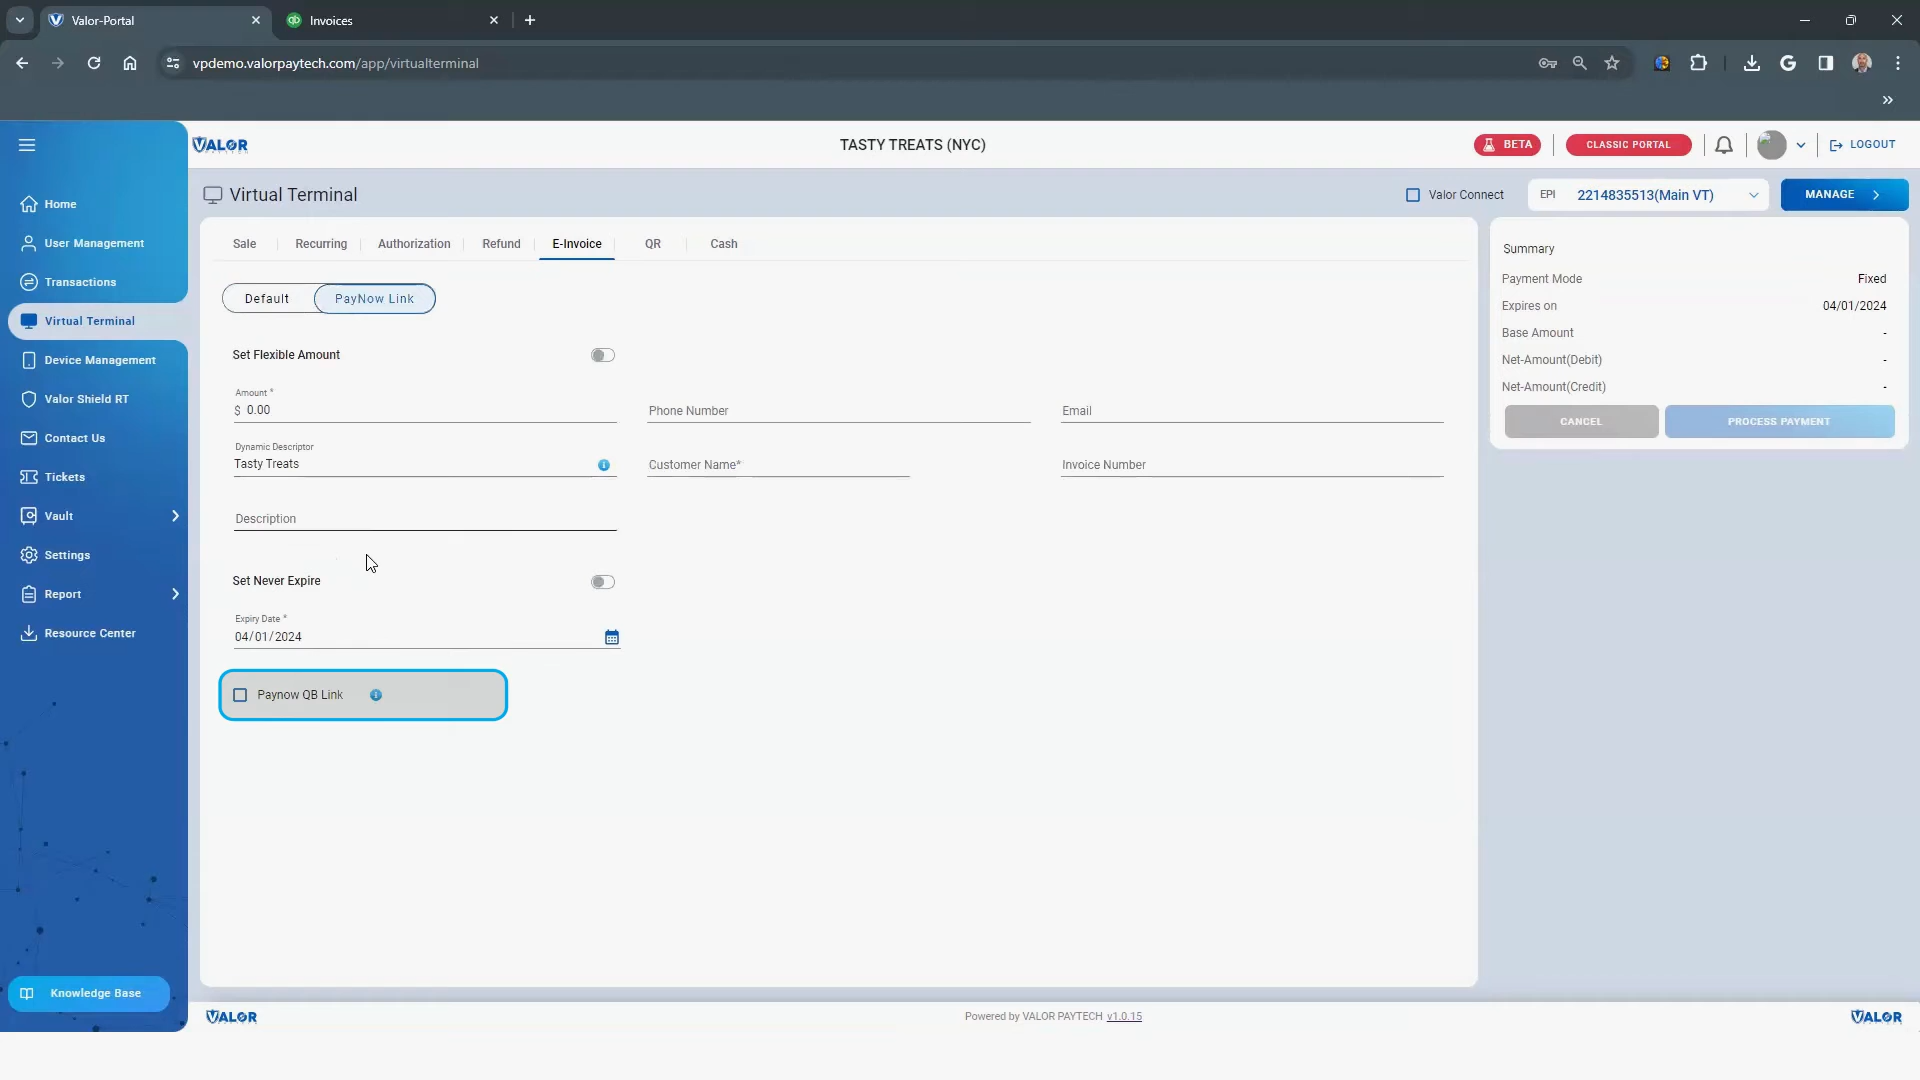 Valor-Portal
Invoices
vpdemo.valorpaytech.com/app/virtualterminal
VALOR
TASTY TREATS (NYC)
BETA
CLASSIC PORTAL
LOGOUT
Virtual Terminal
Valor Connect
EPI 2214835513(Main VT)
MANAGE
Home
User Management
Transactions
Virtual Terminal
Device Management
Valor Shield RT
Contact Us
Tickets
Vault
Settings
Report
Resource Center
Knowledge Base
Sale Recurring Authorization Refund E-Invoice QR Cash
Default PayNow Link
Set Flexible Amount
Amount *
$ 0.00
Phone Number
Email
Dynamic Descriptor
Tasty Treats
Customer Name*
Invoice Number
Description
Set Never Expire
Expiry Date *
04/01/2024
Paynow QB Link
Summary
Payment Mode Fixed
Expires on 04/01/2024
Base Amount -
Net-Amount(Debit) -
Net-Amount(Credit) -
CANCEL PROCESS PAYMENT
VALOR
Powered by VALOR PAYTECH v1.0.15
VALOR